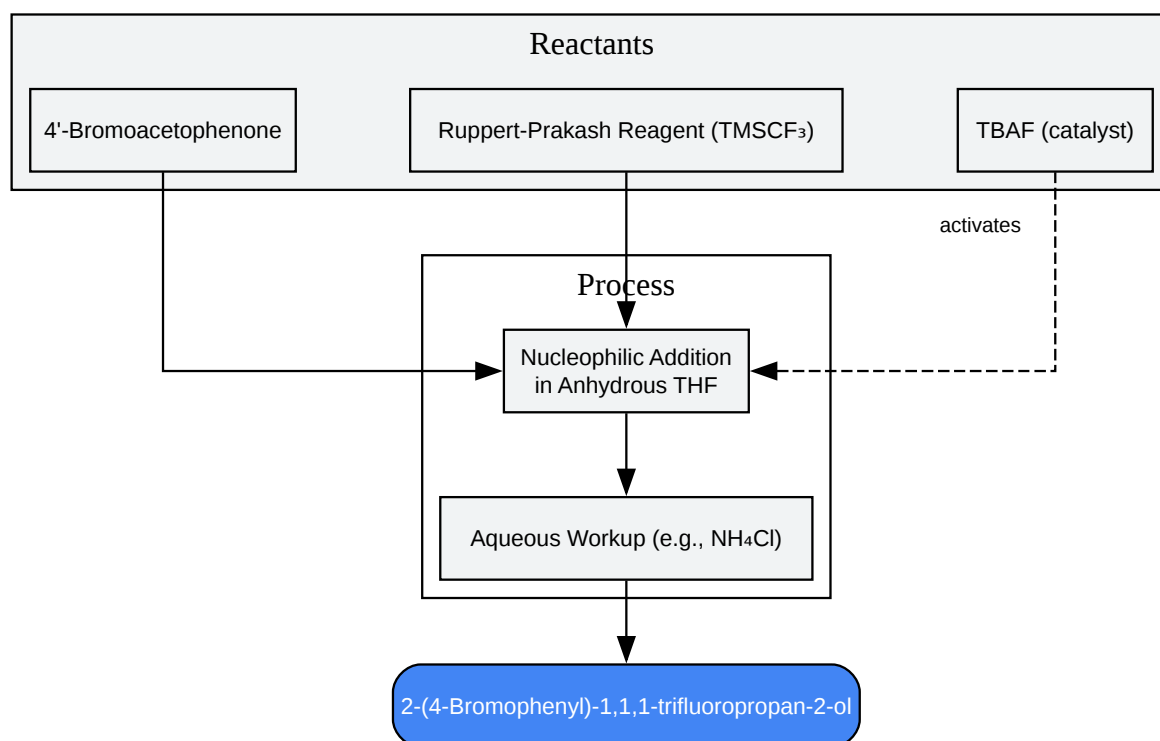 Reactants
4'-Bromoacetophenone
Ruppert-Prakash Reagent (TMSCF₃)
TBAF (catalyst)
activates
Process
Nucleophilic Addition
in Anhydrous THF
Aqueous Workup (e.g., NH₄Cl)
2-(4-Bromophenyl)-1,1,1-trifluoropropan-2-ol